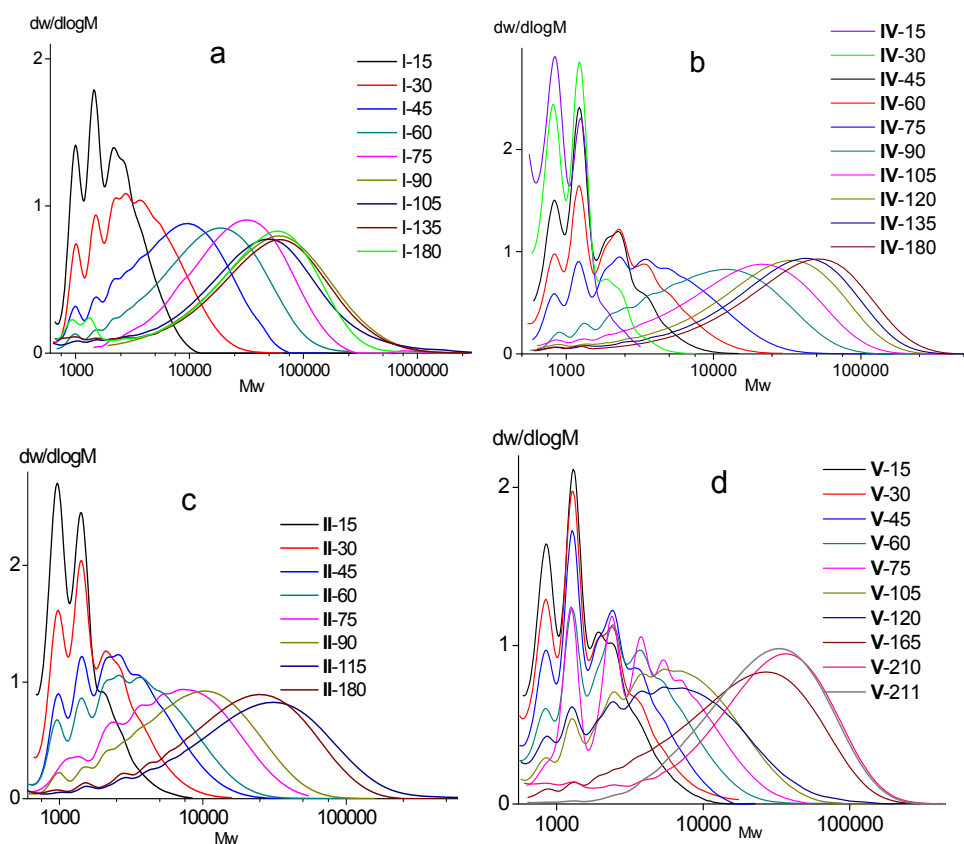 dw/dlogM
a
2
1
0
1000
10000
100000
1000000
Mw
I-15
I-30
I-45
I-60
I-75
I-90
I-105
I-135
I-180
dw/dlogM
b
2
1
0
1000
10000
100000
Mw
IV-15
IV-30
IV-45
IV-60
IV-75
IV-90
IV-105
IV-120
IV-135
IV-180
dw/dlogM
c
2
1
0
1000
10000
100000
Mw
II-15
II-30
II-45
II-60
II-75
II-90
II-115
II-180
dw/dlogM
d
2
1
0
1000
10000
100000
Mw
V-15
V-30
V-45
V-60
V-75
V-105
V-120
V-165
V-210
V-211